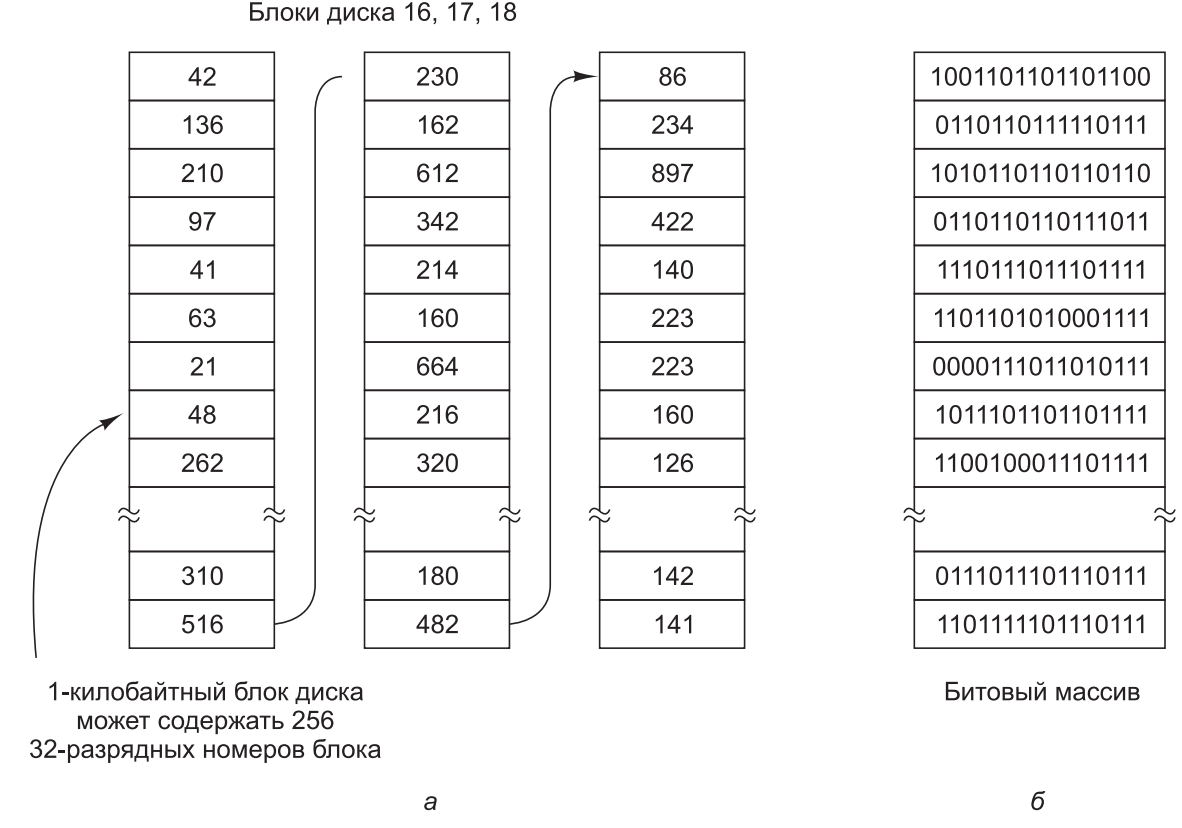 Блоки диска 16, 17, 18
42 230 86 1001101101101100
136 162 234 0110110111110111
210 612 897 1010110110110110
97 342 422 0110110110111011
41 214 140 1110111011101111
63 160 223 1101101010001111
21 664 223 0000111011010111
48 216 160 1011101101101111
262 320 126 1100100011101111
310 180 142 0111011101110111
516 482 141 1101111101110111
1-килобайтный блок диска
может содержать 256
32-разрядных номеров блока
Битовый массив
а б